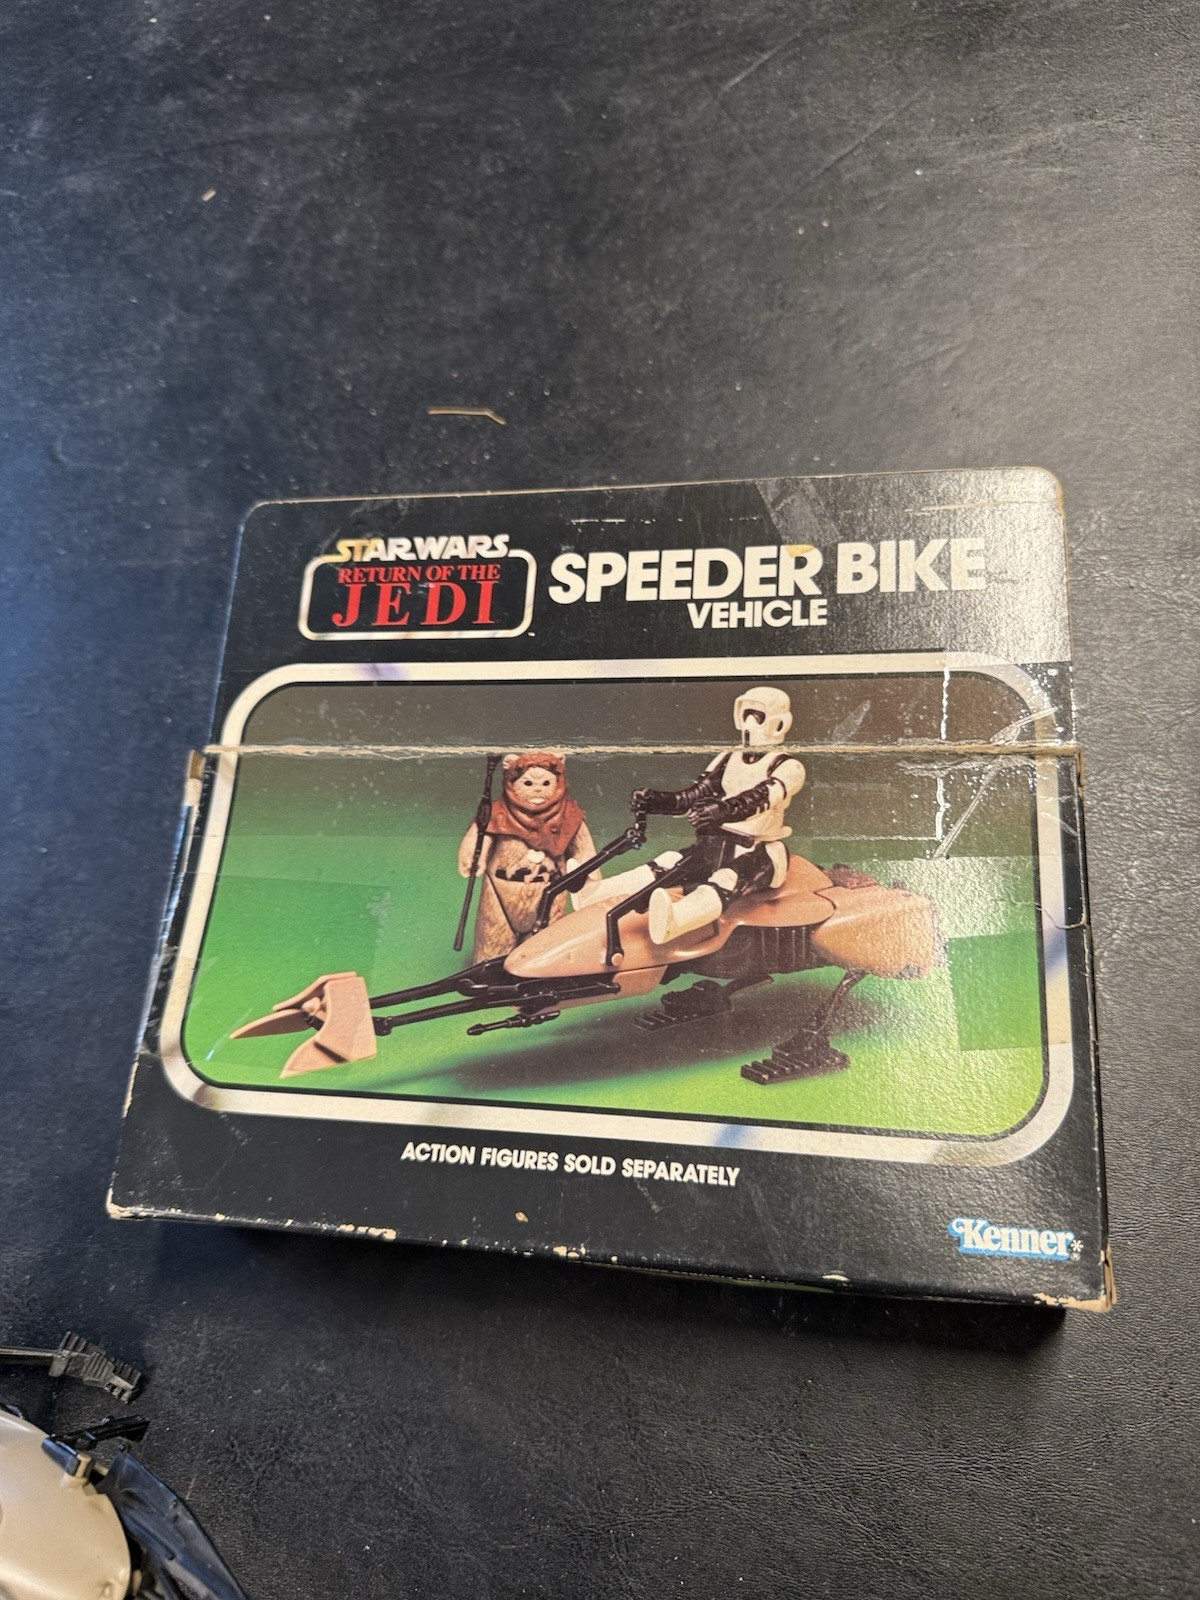 STAR WARS
RETURN OF THE
JEDI
SPEEDER BIKE
VEHICLE
ACTION FIGURES SOLD SEPARATELY
Kenner